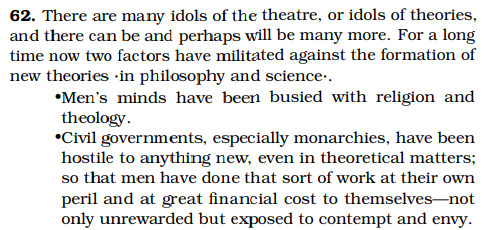 62. There are many idols of the theatre, or idols of theories,
and there can be and perhaps will be many more. For a long
time now two factors have militated against the formation of
new theories ·in philosophy and science·.
•Men's minds have been busied with religion and
theology.
•Civil governments, especially monarchies, have been
hostile to anything new, even in theoretical matters;
so that men have done that sort of work at their own
peril and at great financial cost to themselves—not
only unrewarded but exposed to contempt and envy.